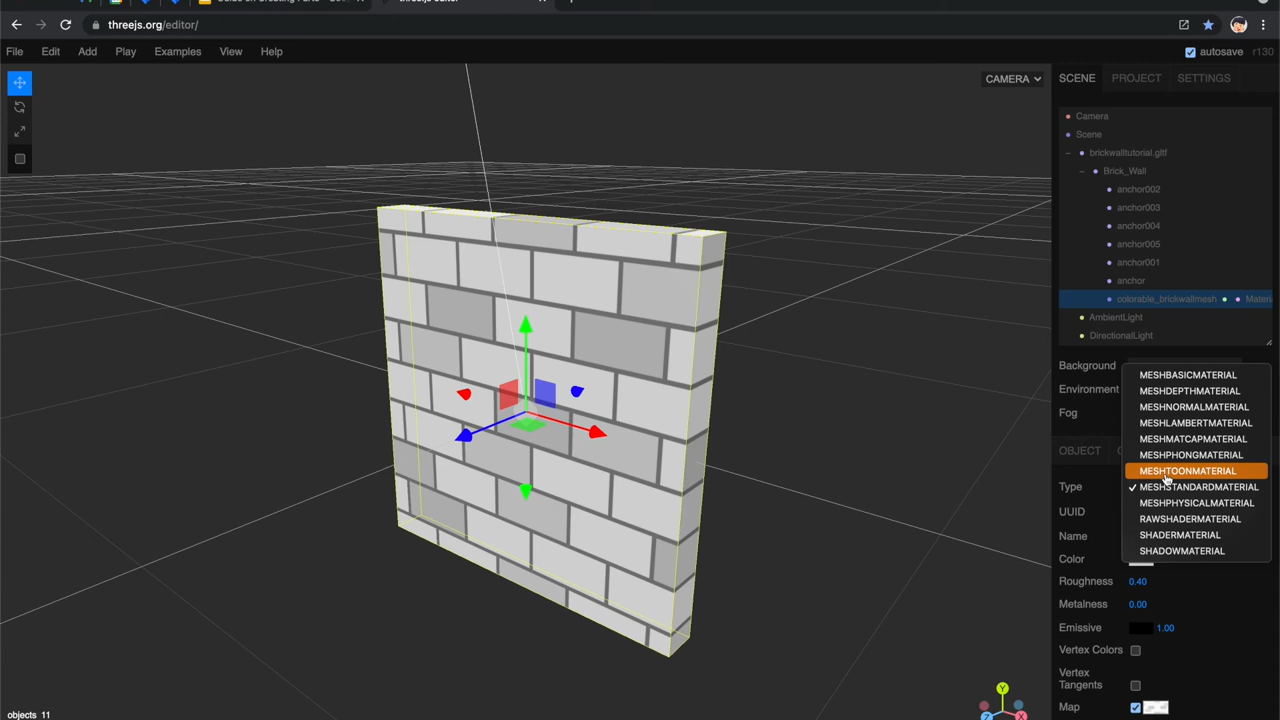 threejs.org/editor/
File Edit Add Play Examples View Help
autosave r130
CAMERA
SCENE PROJECT SETTINGS
Camera
Scene
brickwalltutorial.gltf
Brick_Wall
anchor002
anchor003
anchor004
anchor005
anchor001
anchor
colorable_brickwallmesh Materi
AmbientLight
DirectionalLight
Background
Environment
Fog
OBJECT
MESHBASICMATERIAL
MESHDEPTHMATERIAL
MESHNORMALMATERIAL
MESHLAMBERTMATERIAL
MESHMATCAPMATERIAL
MESHPHONGMATERIAL
MESHTOONMATERIAL
MESHSTANDARDMATERIAL
MESHPHYSICALMATERIAL
RAWSHADERMATERIAL
SHADERMATERIAL
SHADOWMATERIAL
Type
UUID
Name
Color
Roughness 0.40
Metalness 0.00
Emissive 1.00
Vertex Colors
Vertex
Tangents
Map
Y
Z X
objects 11